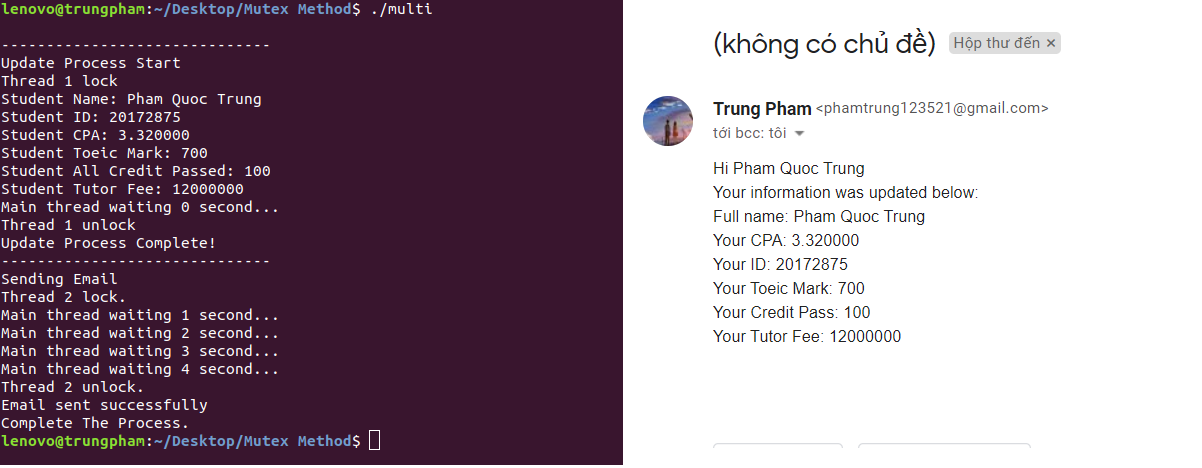 lenovo@trungpham:~/Desktop/Mutex Method$ ./multi
------------------------------
Update Process Start
Thread 1 lock
Student Name: Pham Quoc Trung
Student ID: 20172875
Student CPA: 3.320000
Student Toeic Mark: 700
Student All Credit Passed: 100
Student Tutor Fee: 12000000
Main thread waiting 0 second...
Thread 1 unlock
Update Process Complete!
------------------------------
Sending Email
Thread 2 lock.
Main thread waiting 1 second...
Main thread waiting 2 second...
Main thread waiting 3 second...
Main thread waiting 4 second...
Thread 2 unlock.
Email sent successfully
Complete The Process.
lenovo@trungpham:~/Desktop/Mutex Method$
(không có chủ đề) Hộp thư đến ×
Trung Pham <phamtrung123521@gmail.com>
tới bcc: tôi
Hi Pham Quoc Trung
Your information was updated below:
Full name: Pham Quoc Trung
Your CPA: 3.320000
Your ID: 20172875
Your Toeic Mark: 700
Your Credit Pass: 100
Your Tutor Fee: 12000000